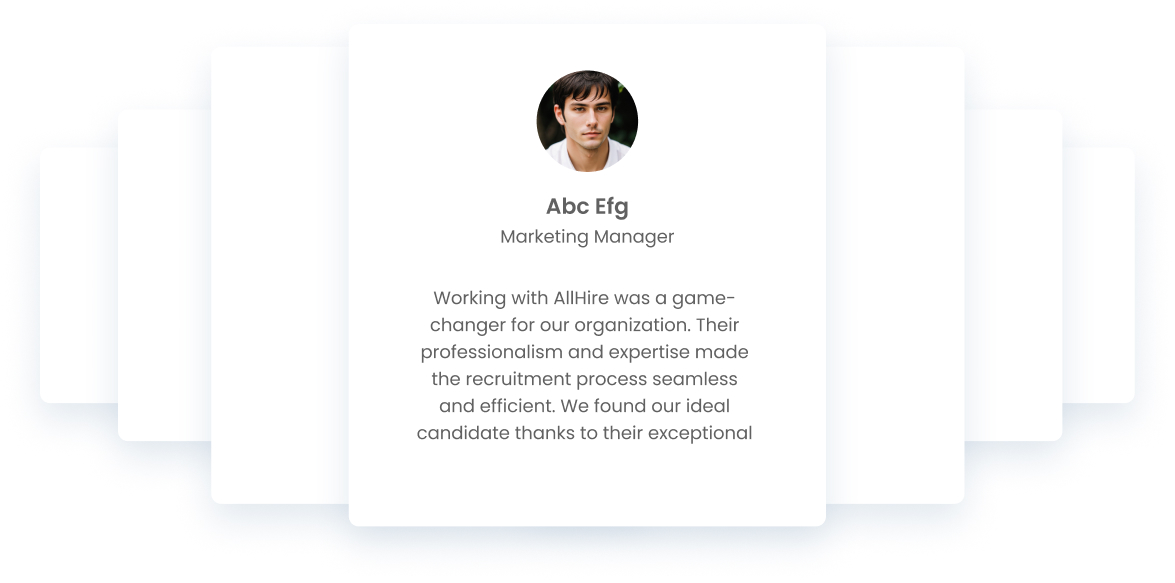 Abc Efg
Marketing Manager
Working with AllHire was a game-
changer for our organization. Their
professionalism and expertise made
the recruitment process seamless
and efficient. We found our ideal
candidate thanks to their exceptional